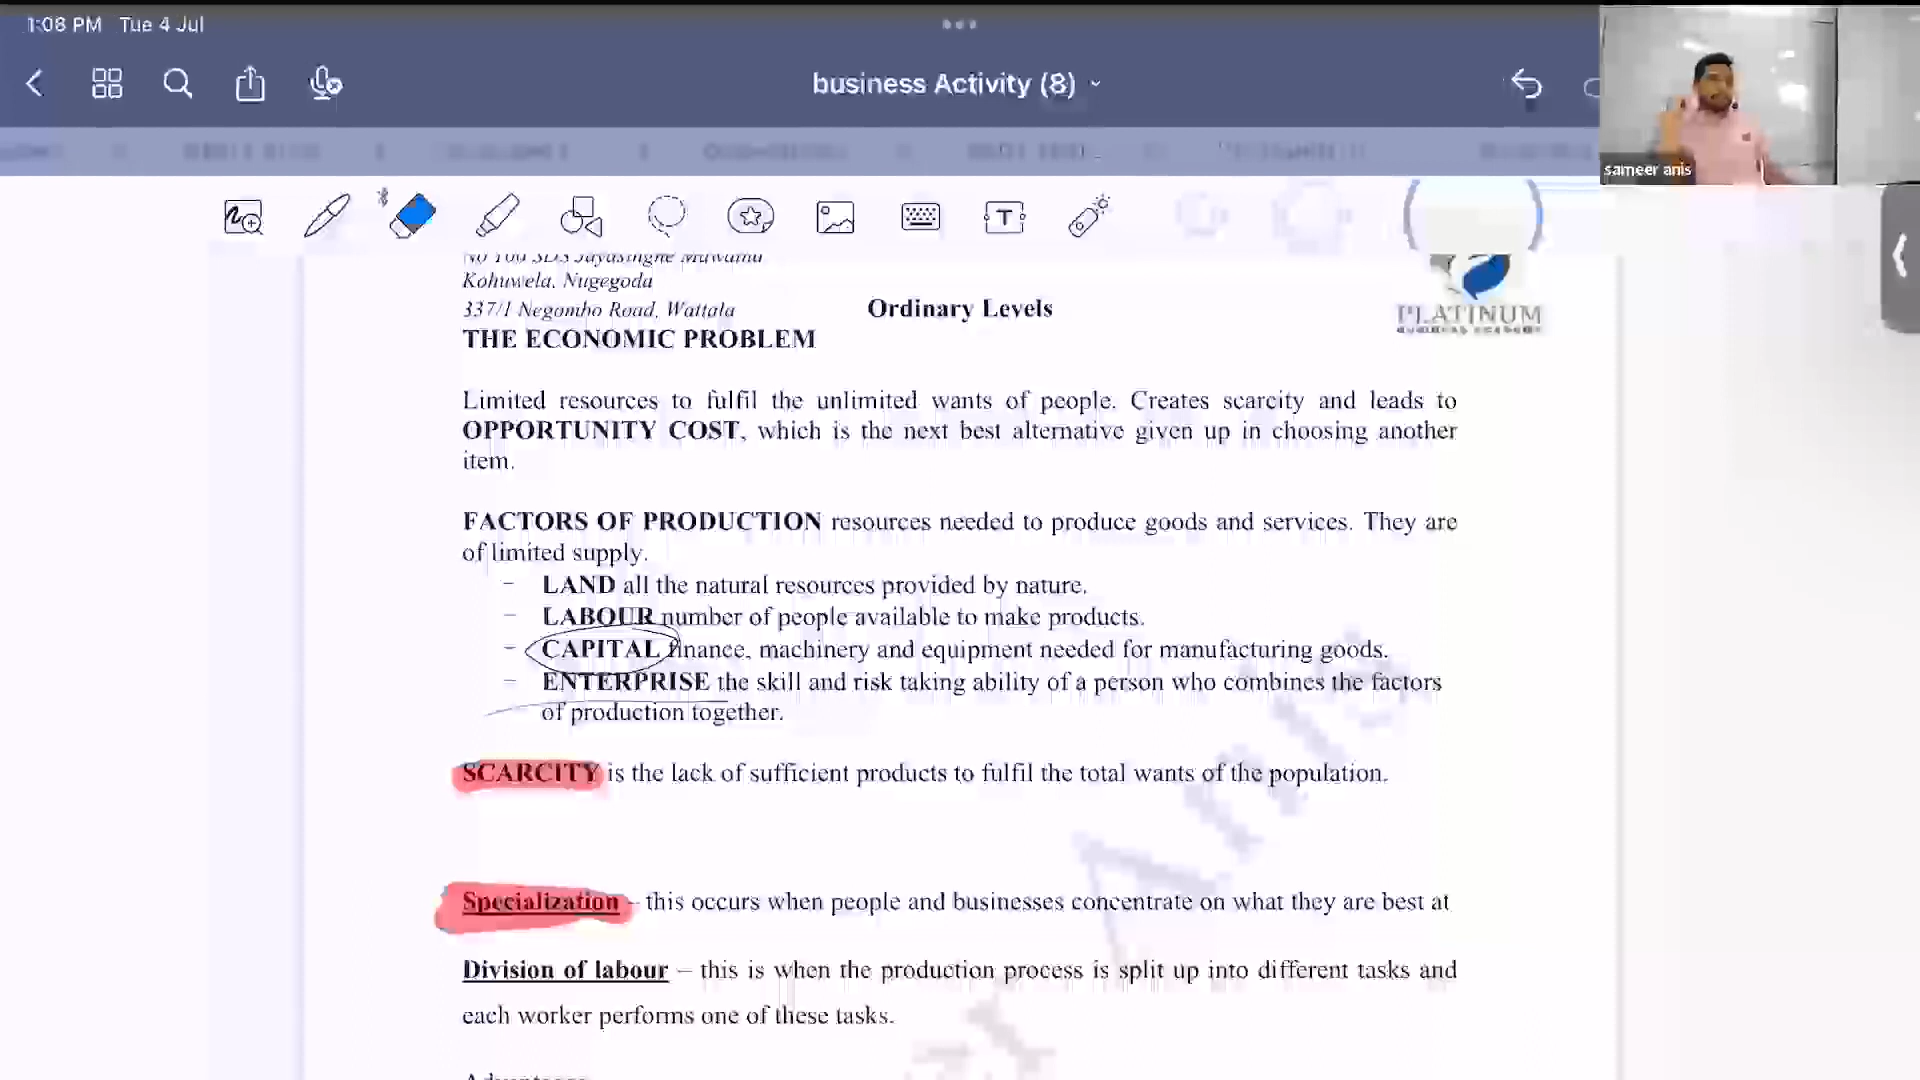 1:08 PM Tue 4 Jul
business Activity (8)
sameer anis
Kohuwela, Nugegoda
337/1 Negombo Road, Wattala
Ordinary Levels
PLATINUM
THE ECONOMIC PROBLEM
Limited resources to fulfil the unlimited wants of people. Creates scarcity and leads to
OPPORTUNITY COST, which is the next best alternative given up in choosing another
item.
FACTORS OF PRODUCTION resources needed to produce goods and services. They are
of limited supply.
- LAND all the natural resources provided by nature.
- LABOUR number of people available to make products.
- CAPITAL finance, machinery and equipment needed for manufacturing goods.
- ENTERPRISE the skill and risk taking ability of a person who combines the factors
of production together.
SCARCITY is the lack of sufficient products to fulfil the total wants of the population.
Specialization – this occurs when people and businesses concentrate on what they are best at
Division of labour – this is when the production process is split up into different tasks and
each worker performs one of these tasks.
Anis